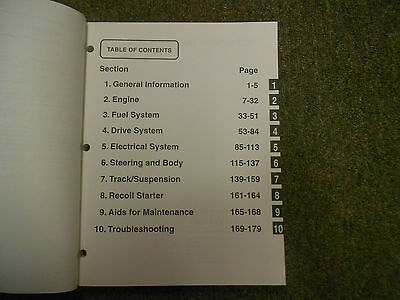 TABLE OF CONTENTS
Section Page
1. General Information 1-5 1
2. Engine 7-32 2
3. Fuel System 33-51 3
4. Drive System 53-84 4
5. Electrical System 85-113 5
6. Steering and Body 115-137 6
7. Track/Suspension 139-159 7
8. Recoil Starter 161-164 8
9. Aids for Maintenance 165-168 9
10. Troubleshooting 169-179 10